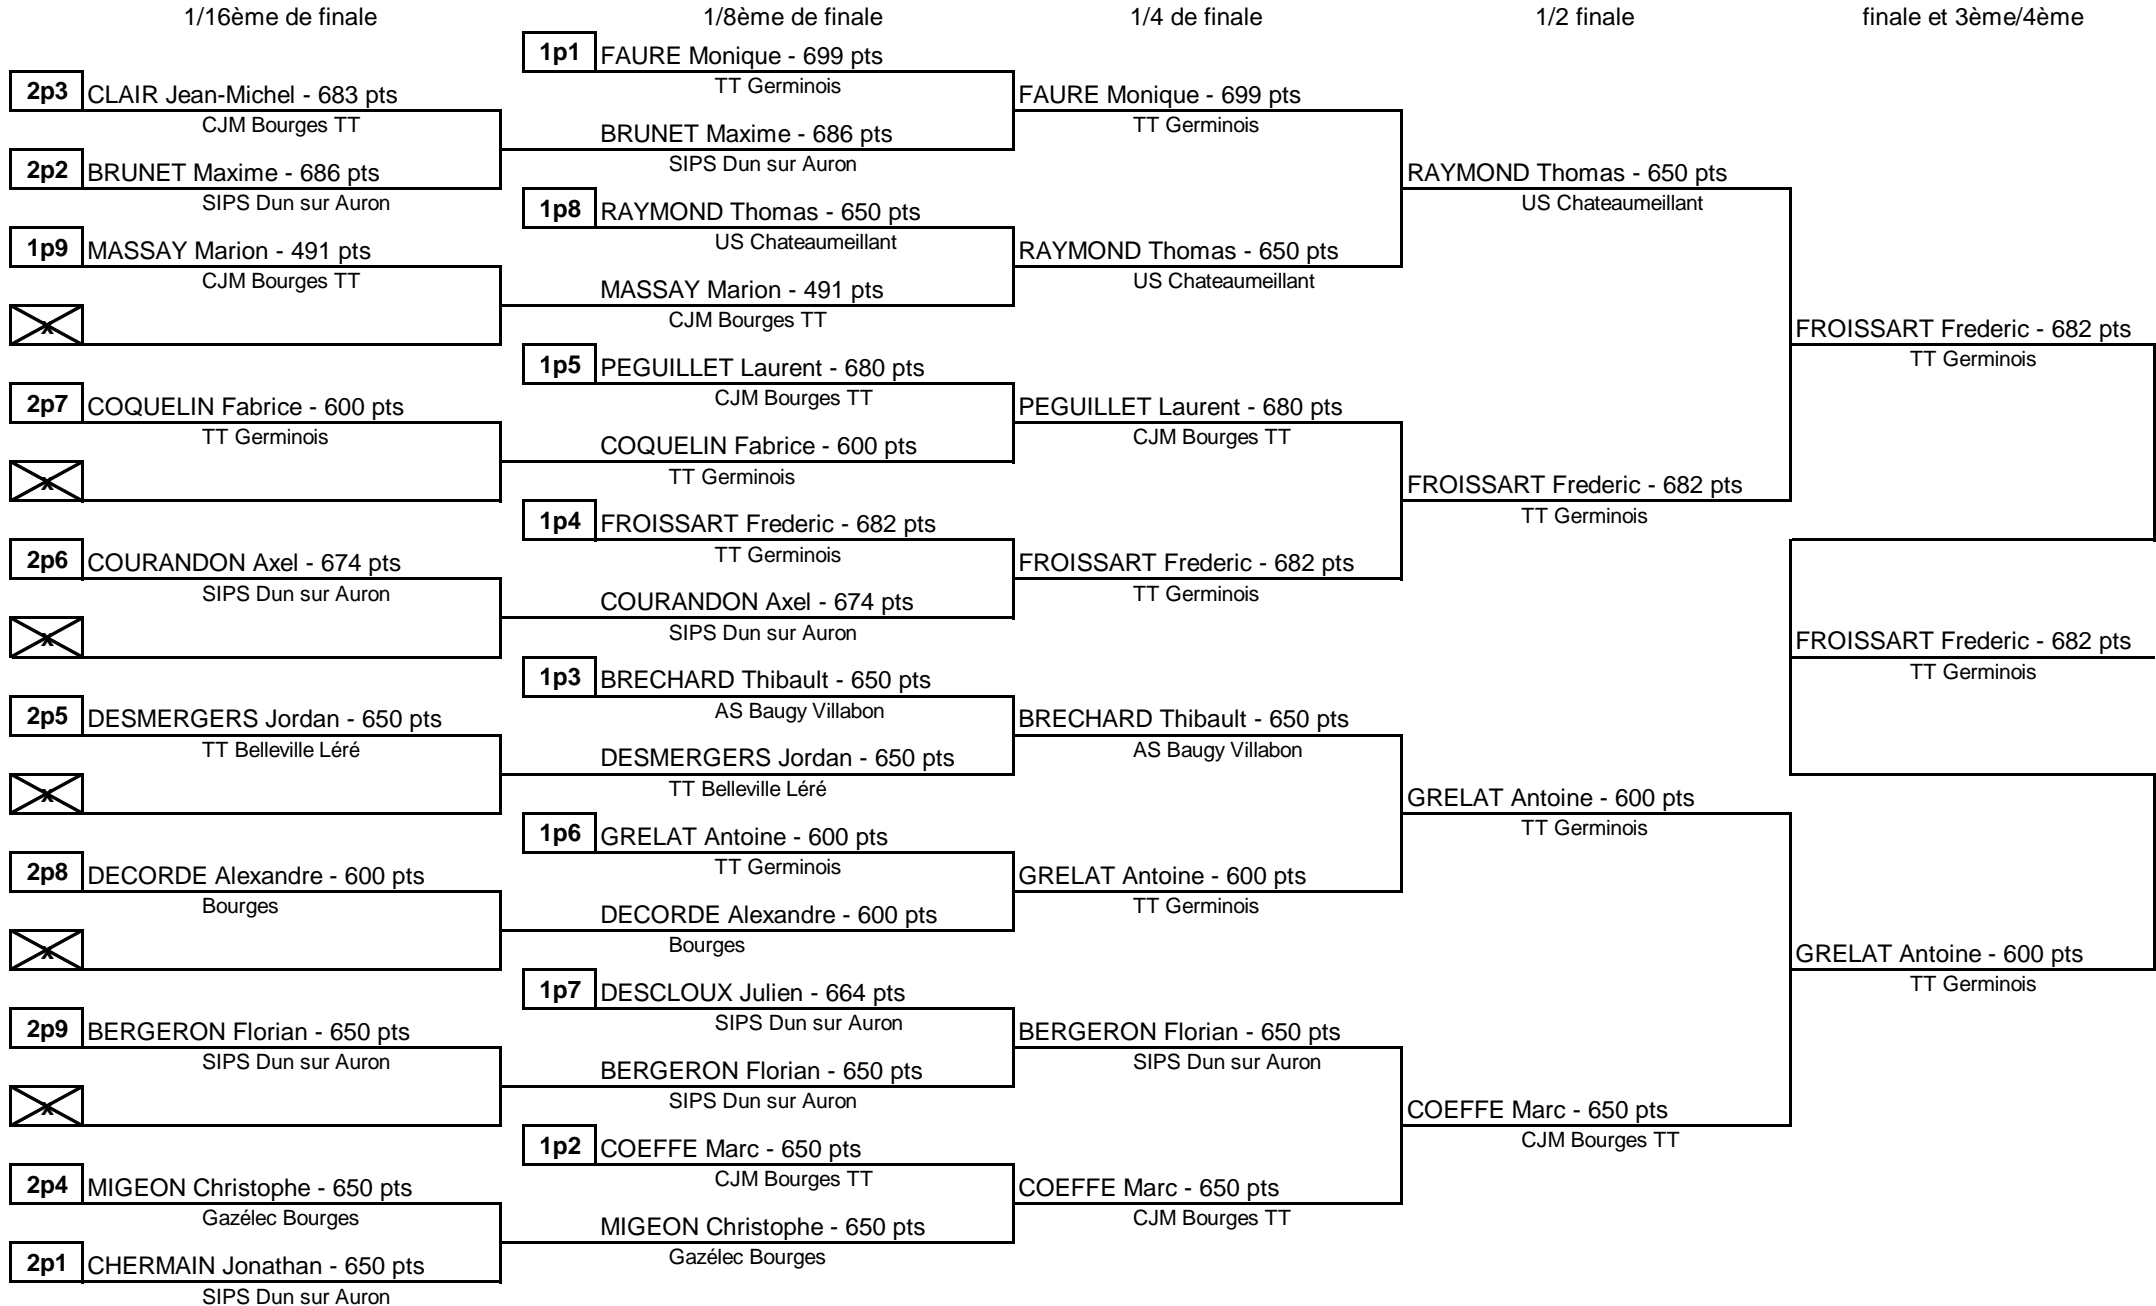 1/16ème de finale
1/8ème de finale
1/4 de finale
1/2 finale
finale et 3ème/4ème
2p3 CLAIR Jean-Michel - 683 pts
CJM Bourges TT
2p2 BRUNET Maxime - 686 pts
SIPS Dun sur Auron
1p9 MASSAY Marion - 491 pts
CJM Bourges TT
x
2p7 COQUELIN Fabrice - 600 pts
TT Germinois
x
2p6 COURANDON Axel - 674 pts
SIPS Dun sur Auron
x
2p5 DESMERGERS Jordan - 650 pts
TT Belleville Léré
x
2p8 DECORDE Alexandre - 600 pts
Bourges
x
2p9 BERGERON Florian - 650 pts
SIPS Dun sur Auron
x
2p4 MIGEON Christophe - 650 pts
Gazélec Bourges
2p1 CHERMAIN Jonathan - 650 pts
SIPS Dun sur Auron
1p1 FAURE Monique - 699 pts
TT Germinois
BRUNET Maxime - 686 pts
SIPS Dun sur Auron
1p8 RAYMOND Thomas - 650 pts
US Chateaumeillant
MASSAY Marion - 491 pts
CJM Bourges TT
1p5 PEGUILLET Laurent - 680 pts
CJM Bourges TT
COQUELIN Fabrice - 600 pts
TT Germinois
1p4 FROISSART Frederic - 682 pts
TT Germinois
COURANDON Axel - 674 pts
SIPS Dun sur Auron
1p3 BRECHARD Thibault - 650 pts
AS Baugy Villabon
DESMERGERS Jordan - 650 pts
TT Belleville Léré
1p6 GRELAT Antoine - 600 pts
TT Germinois
DECORDE Alexandre - 600 pts
Bourges
1p7 DESCLOUX Julien - 664 pts
SIPS Dun sur Auron
BERGERON Florian - 650 pts
SIPS Dun sur Auron
1p2 COEFFE Marc - 650 pts
CJM Bourges TT
MIGEON Christophe - 650 pts
Gazélec Bourges
FAURE Monique - 699 pts
TT Germinois
RAYMOND Thomas - 650 pts
US Chateaumeillant
PEGUILLET Laurent - 680 pts
CJM Bourges TT
FROISSART Frederic - 682 pts
TT Germinois
BRECHARD Thibault - 650 pts
AS Baugy Villabon
GRELAT Antoine - 600 pts
TT Germinois
BERGERON Florian - 650 pts
SIPS Dun sur Auron
COEFFE Marc - 650 pts
CJM Bourges TT
RAYMOND Thomas - 650 pts
US Chateaumeillant
FROISSART Frederic - 682 pts
TT Germinois
GRELAT Antoine - 600 pts
TT Germinois
COEFFE Marc - 650 pts
CJM Bourges TT
FROISSART Frederic - 682 pts
TT Germinois
FROISSART Frederic - 682 pts
TT Germinois
GRELAT Antoine - 600 pts
TT Germinois